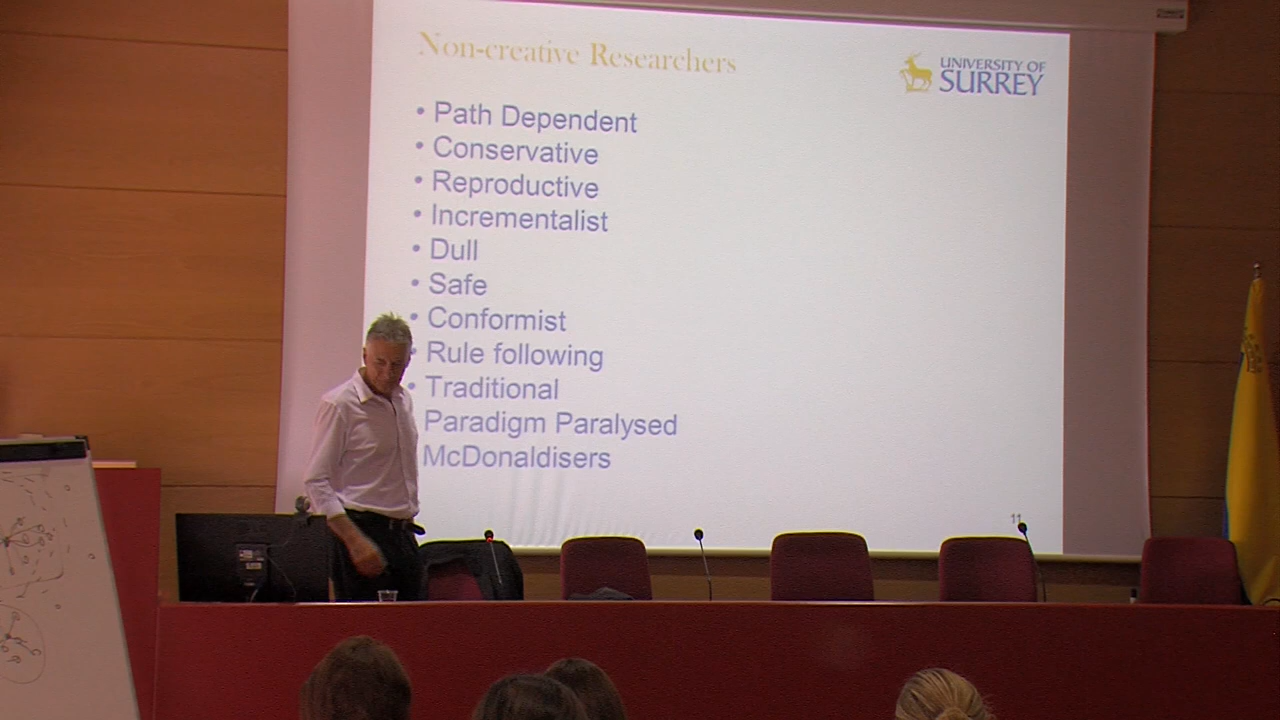 Non-creative Researchers
UNIVERSITY OF
SURREY
• Path Dependent
• Conservative
• Reproductive
• Incrementalist
• Dull
• Safe
• Conformist
• Rule following
• Traditional
Paradigm Paralysed
McDonaldisers
11